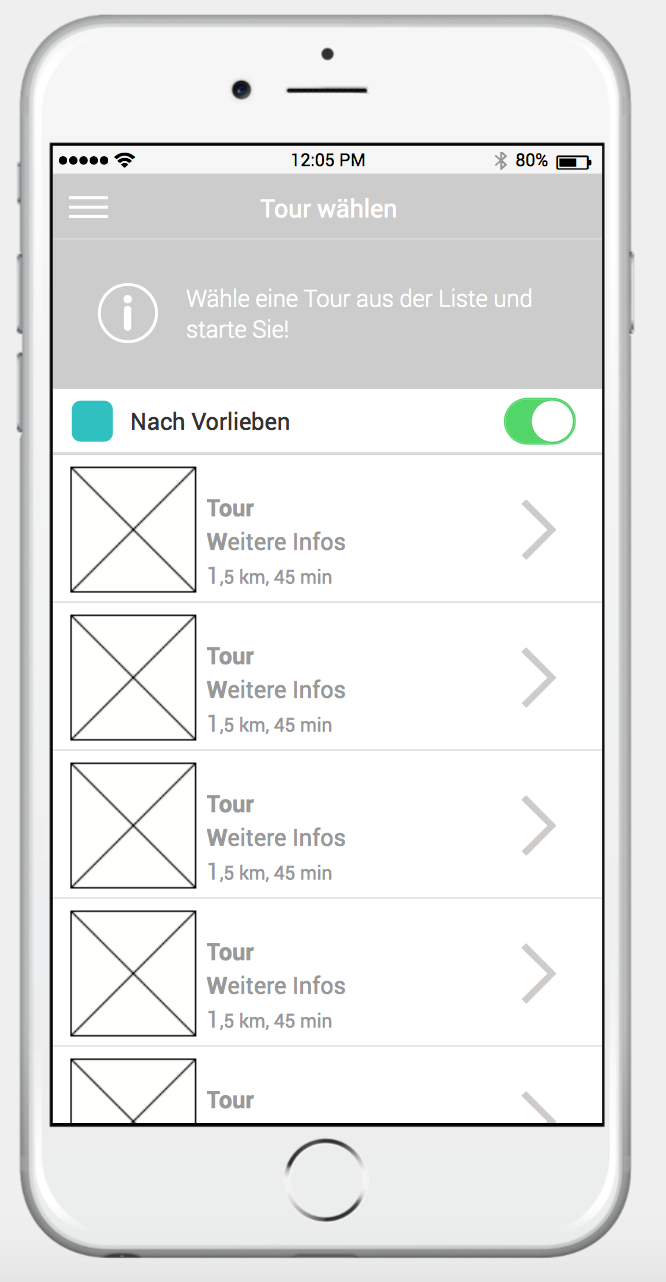 12:05 PM
80%
Tour wählen
Wähle eine Tour aus der Liste und
starte Sie!
Nach Vorlieben
Tour
Weitere Infos
1,5 km, 45 min
Tour
Weitere Infos
1,5 km, 45 min
Tour
Weitere Infos
1,5 km, 45 min
Tour
Weitere Infos
1,5 km, 45 min
Tour